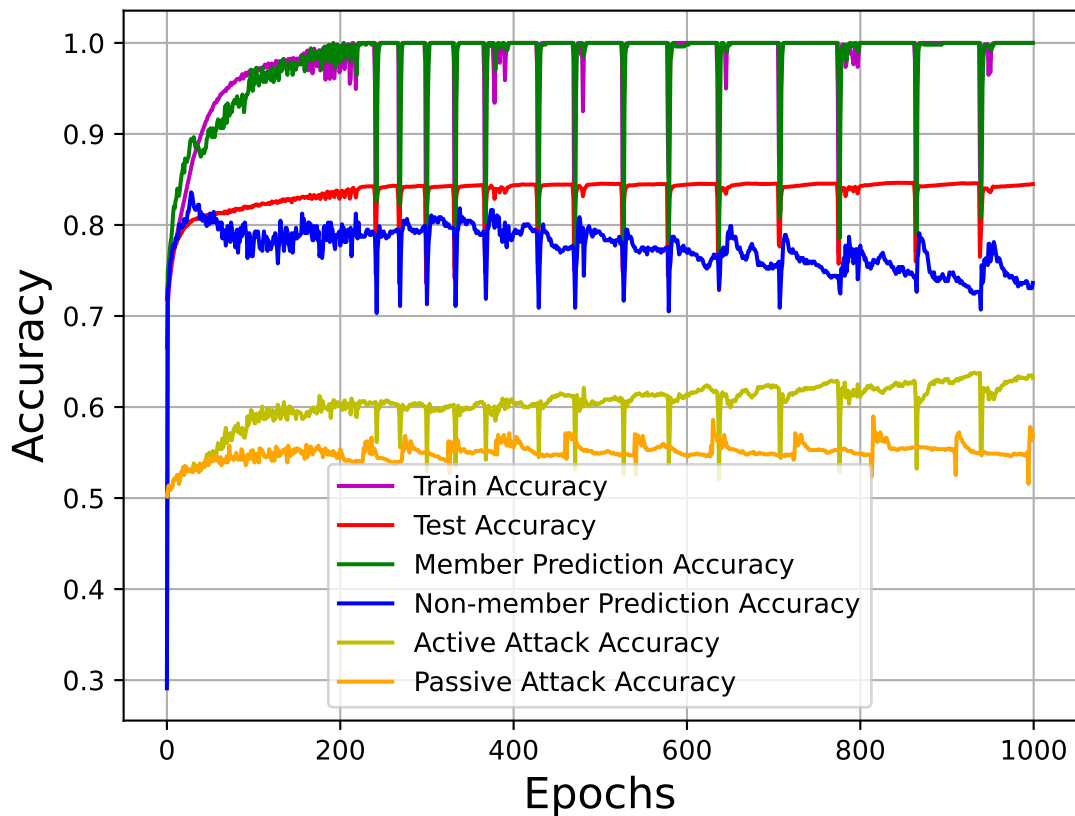 1.0
0.9
0.8
0.7
0.6
0.5
0.4
0.3
Accuracy
Train Accuracy
Test Accuracy
Member Prediction Accuracy
Non-member Prediction Accuracy
Active Attack Accuracy
Passive Attack Accuracy
0 200 400 600 800 1000
Epochs